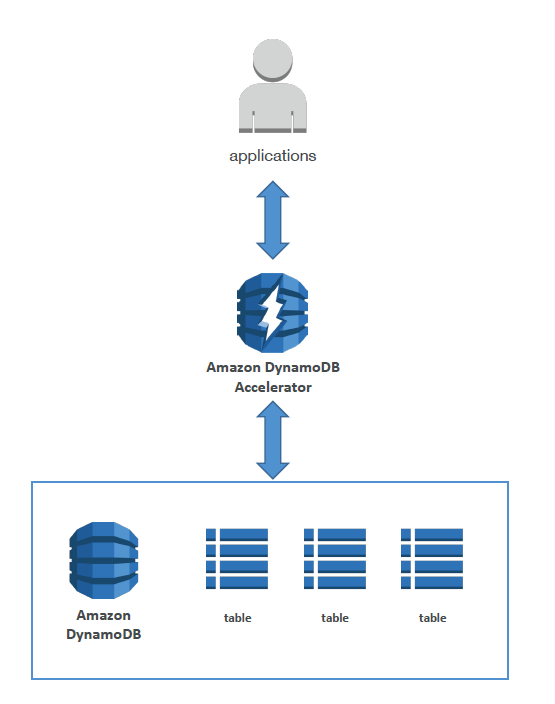 applications
Amazon DynamoDB
Accelerator
Amazon
DynamoDB
table
table
table